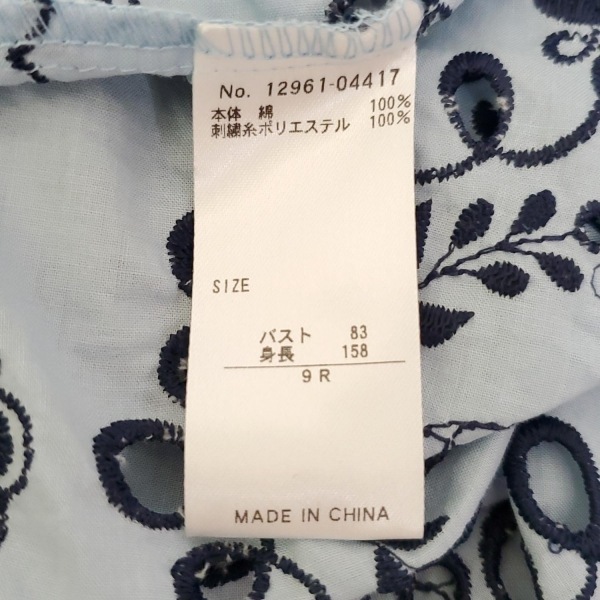 No. 12961-04417
本体 綿 100%
刺繍糸ポリエステル 100%
SIZE
バスト 83
身長 158
9R
MADE IN CHINA